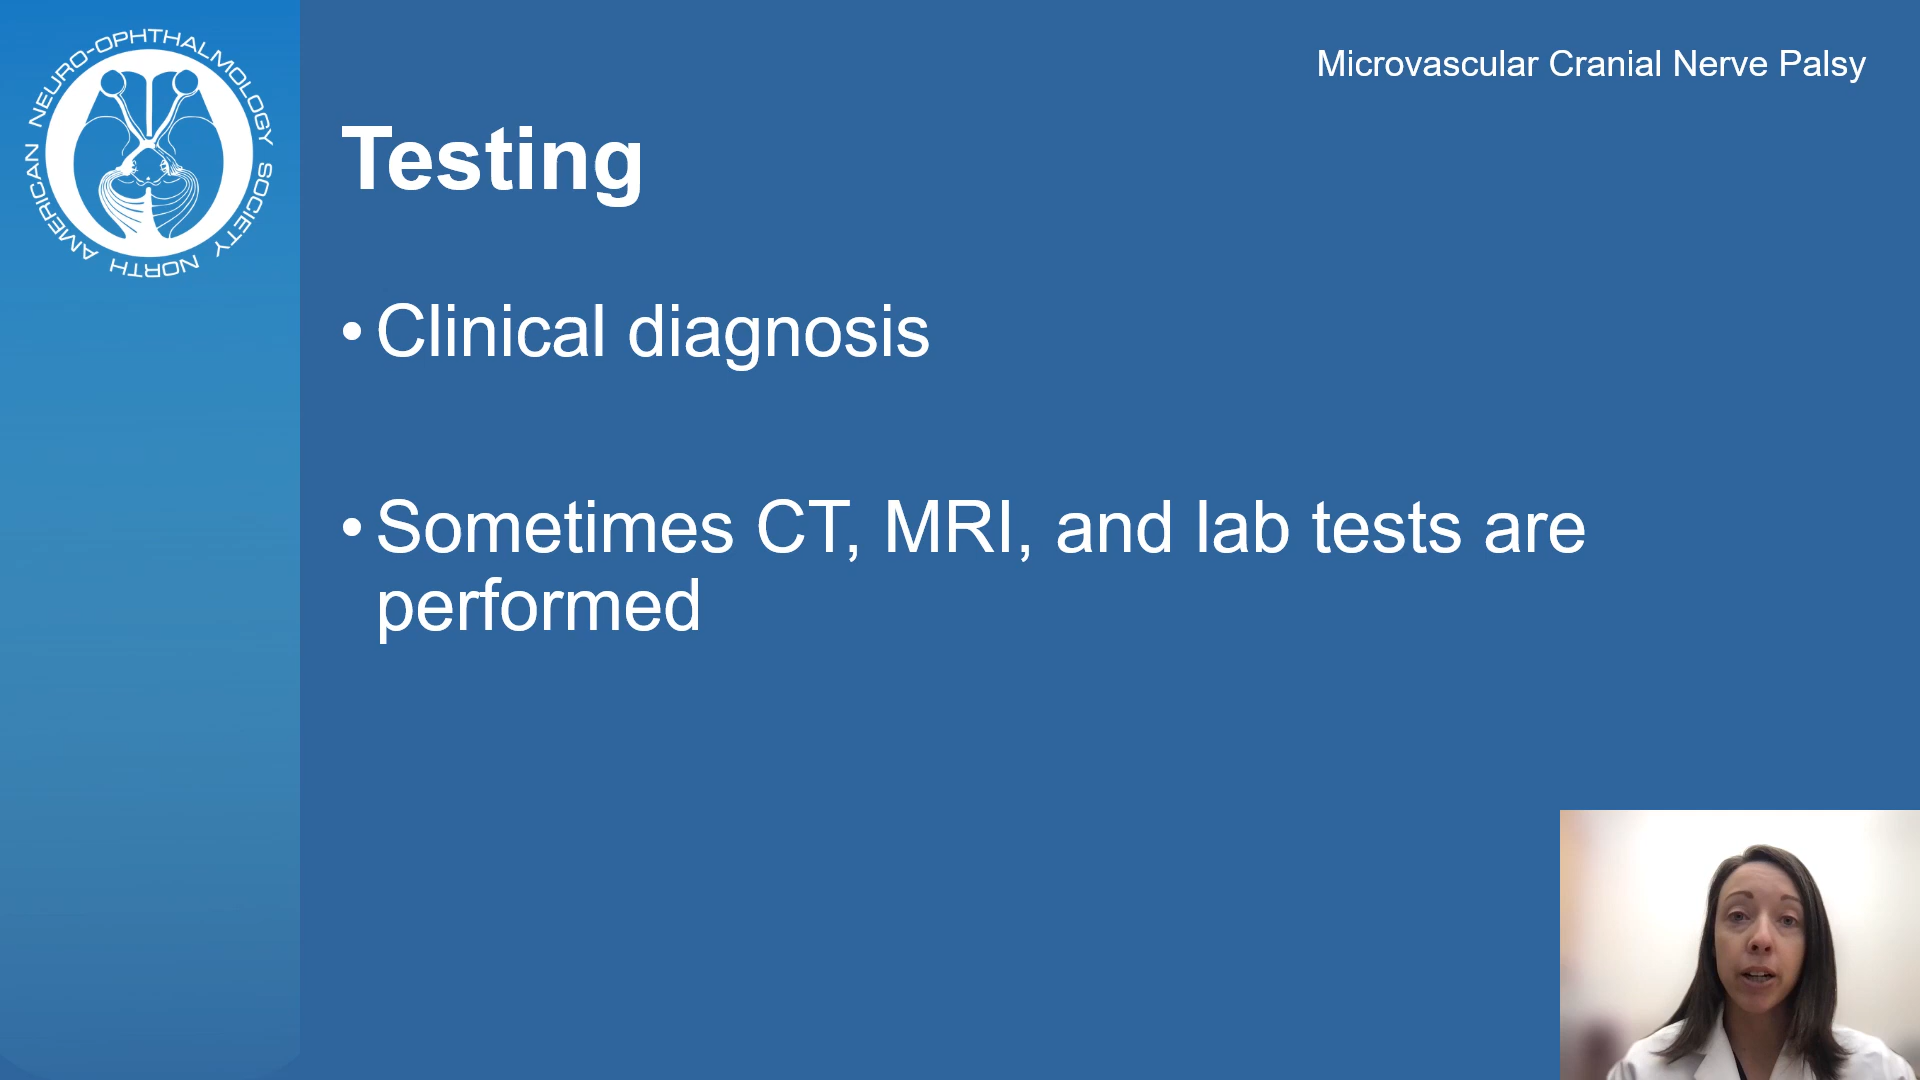 NORTH AMERICAN NEURO-OPHTHALMOLOGY SOCIETY
Microvascular Cranial Nerve Palsy
Testing
• Clinical diagnosis
• Sometimes CT, MRI, and lab tests are
performed